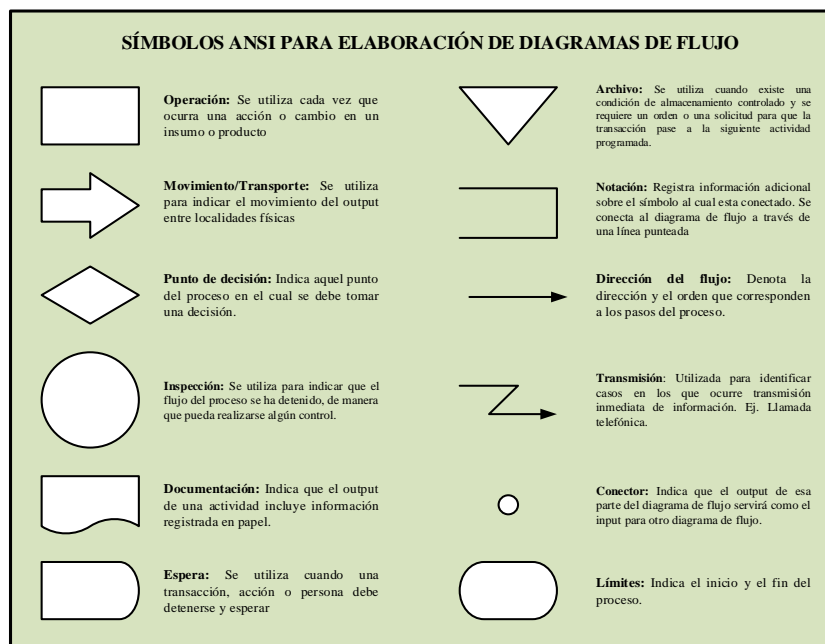 SÍMBOLOS ANSI PARA ELABORACIÓN DE DIAGRAMAS DE FLUJO
Operación: Se utiliza cada vez que
ocurra una acción o cambio en un
insumo o producto
Movimiento/Transporte: Se utiliza
para indicar el movimiento del output
entre localidades físicas
Punto de decisión: Indica aquel punto
del proceso en el cual se debe tomar
una decisión.
Inspección: Se utiliza para indicar que el
flujo del proceso se ha detenido, de manera
que pueda realizarse algún control.
Documentación: Indica que el output
de una actividad incluye información
registrada en papel.
Espera: Se utiliza cuando una
transacción, acción o persona debe
detenerse y esperar
Archivo: Se utiliza cuando existe una
condición de almacenamiento controlado y se
requiere un orden o una solicitud para que la
transacción pase a la siguiente actividad
programada.
Notación: Registra información adicional
sobre el símbolo al cual esta conectado. Se
conecta al diagrama de flujo a través de
una línea punteada
Dirección del flujo: Denota la
dirección y el orden que corresponden
a los pasos del proceso.
Transmisión: Utilizada para identificar
casos en los que ocurre transmisión
inmediata de información. Ej. Llamada
telefónica.
Conector: Indica que el output de esa
parte del diagrama de flujo servirá como el
input para otro diagrama de flujo.
Límites: Indica el inicio y el fin del
proceso.